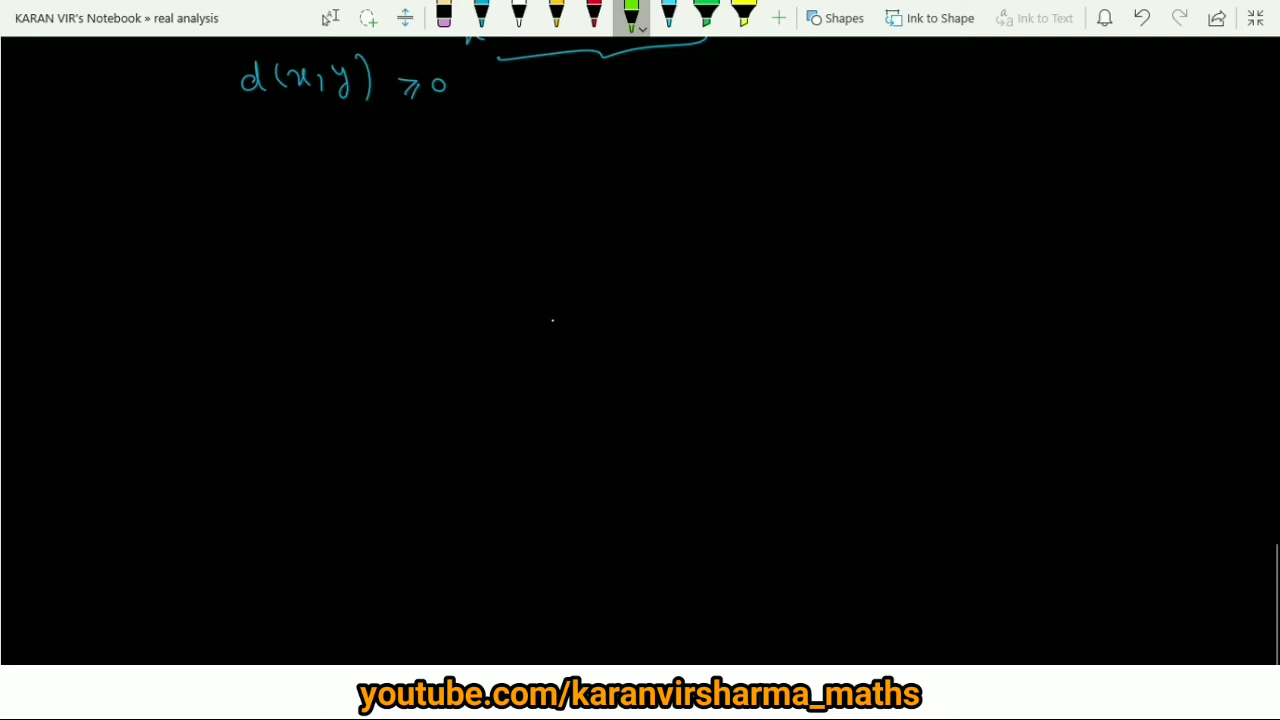 KARAN VIR's Notebook » real analysis
Shapes
Ink to Shape
Ink to Text
d(x,y) ⩾0
youtube.com/karanvirsharma_maths